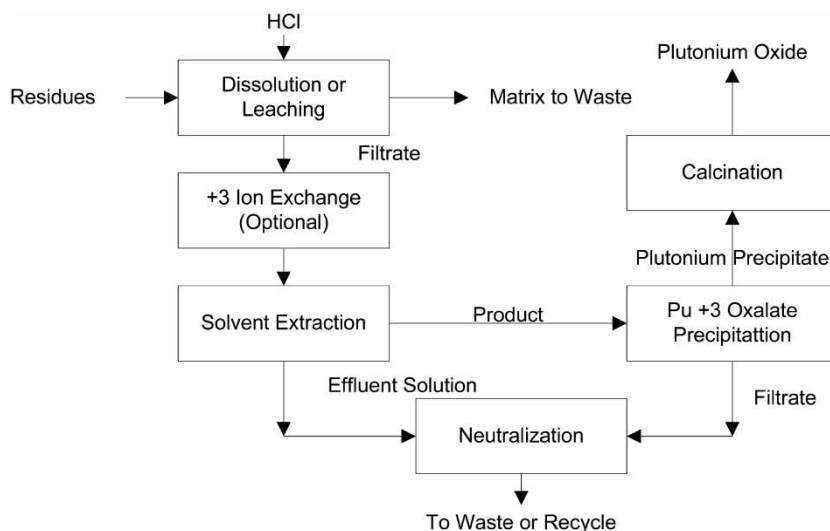 HCl
Plutonium Oxide
Residues
Dissolution or
Leaching
Matrix to Waste
Filtrate
Calcination
+3 Ion Exchange
(Optional)
Plutonium Precipitate
Solvent Extraction
Product
Pu +3 Oxalate
Precipitattion
Effluent Solution
Filtrate
Neutralization
To Waste or Recycle